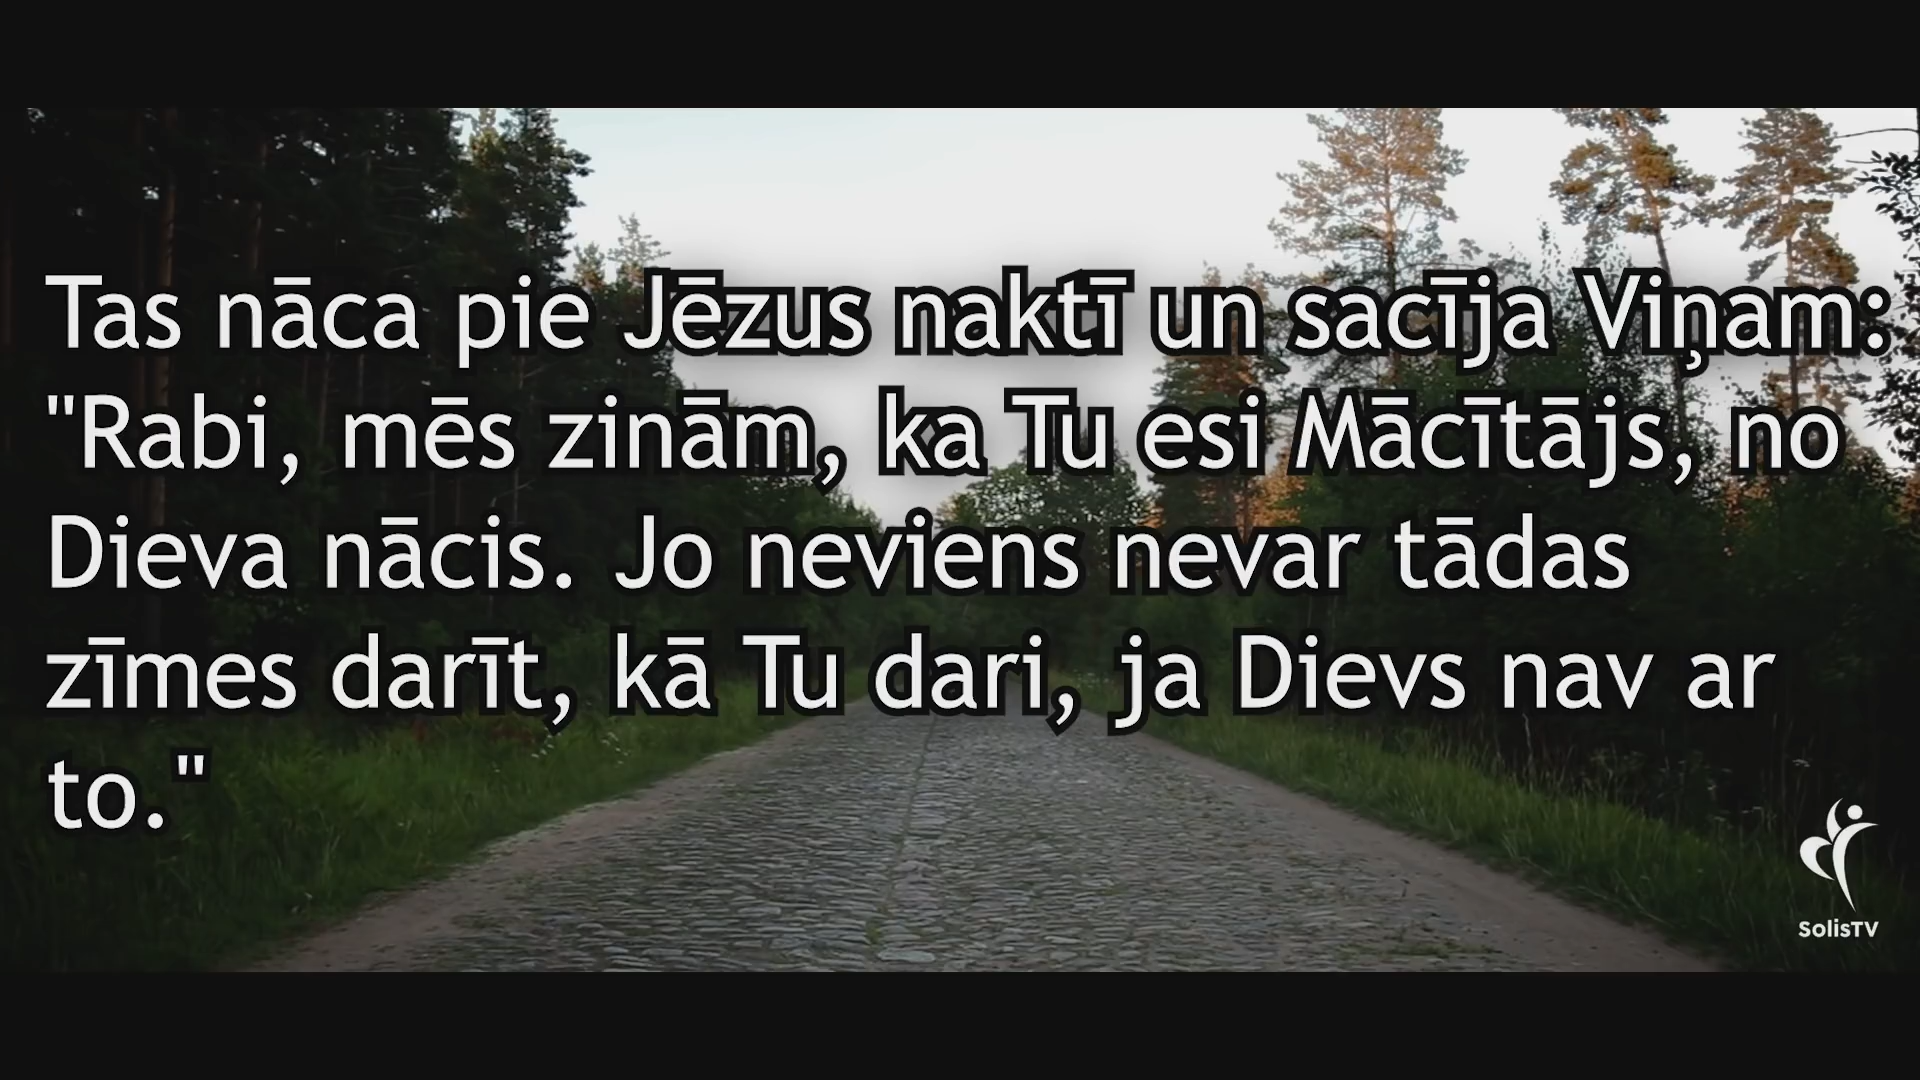 Tas nāca pie Jēzus naktī un sacīja Viņam:
"Rabi, mēs zinām, ka Tu esi Mācītājs, no
Dieva nācis. Jo neviens nevar tādas
zīmes darīt, kā Tu dari, ja Dievs nav ar
to."
SolisTV